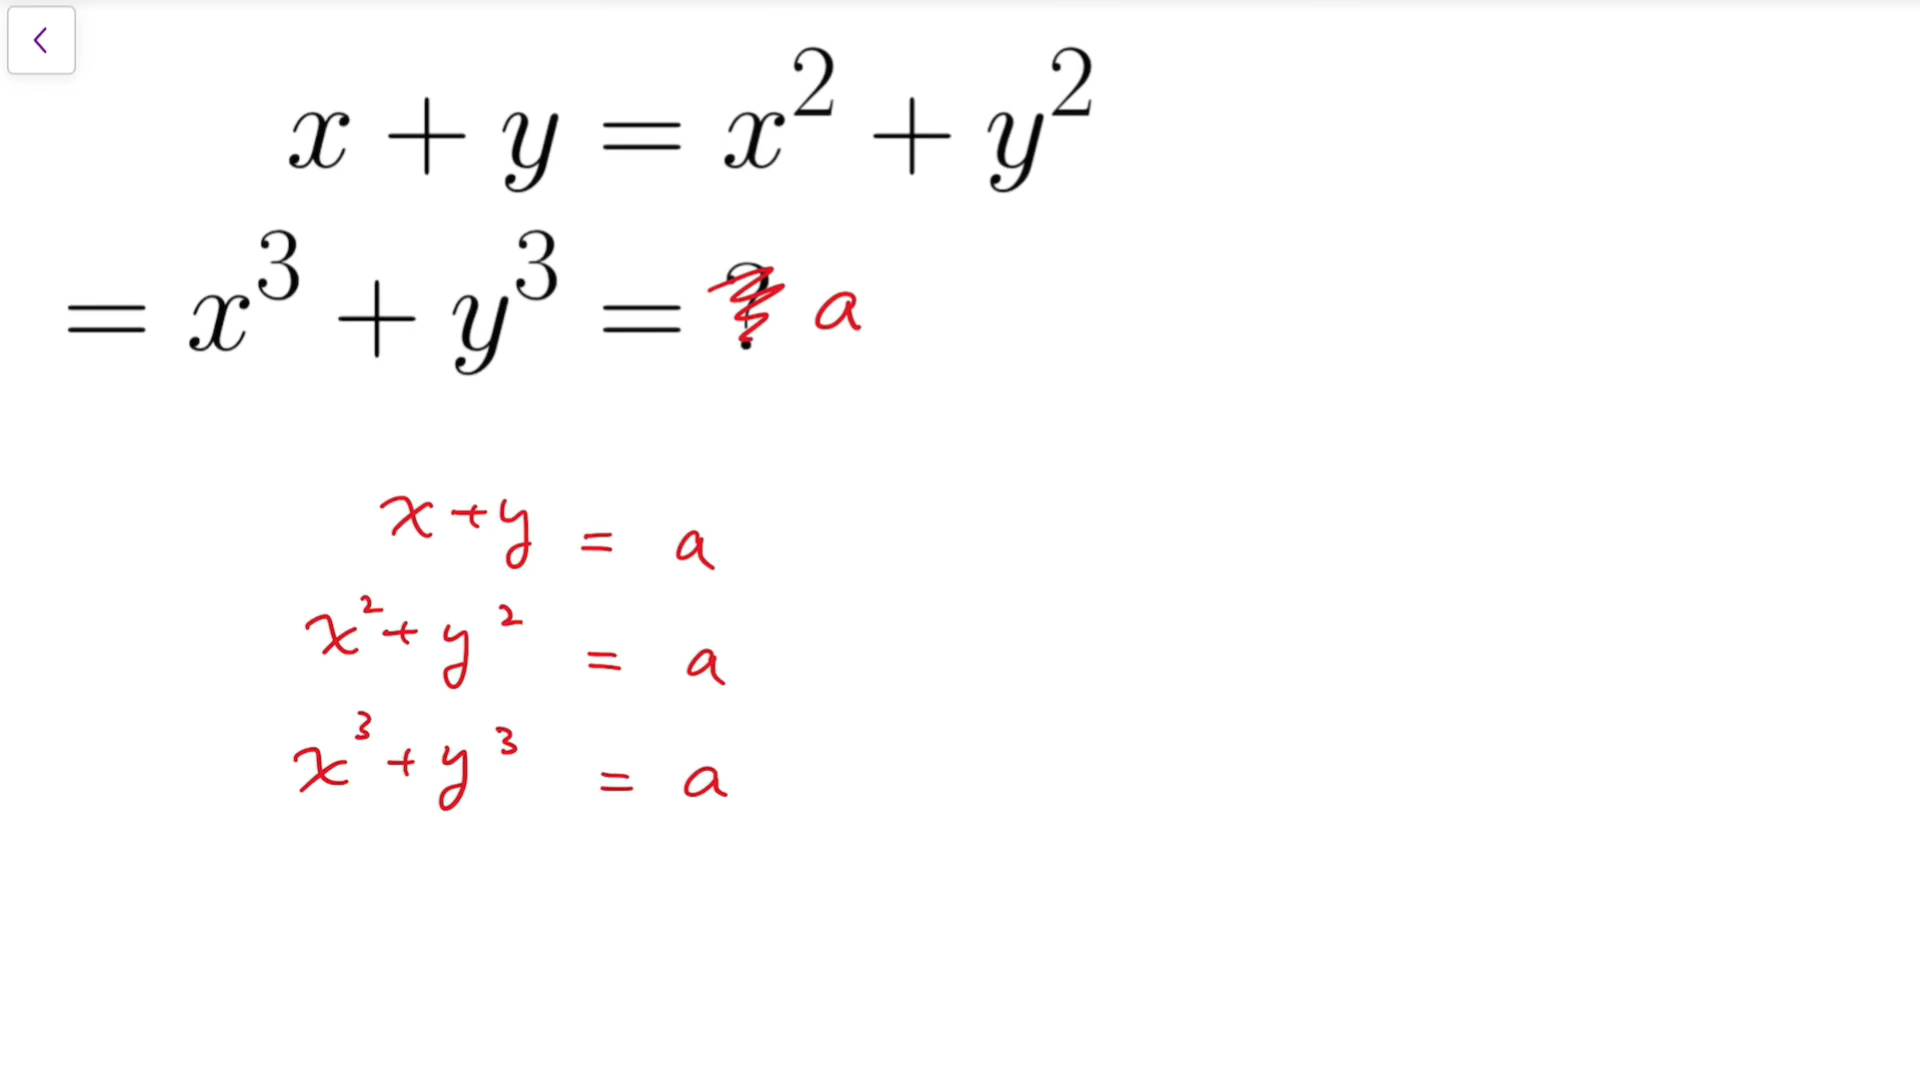 x + y = x² + y²
= x³ + y³ = a
x + y = a
x² + y² = a
x³ + y³ = a